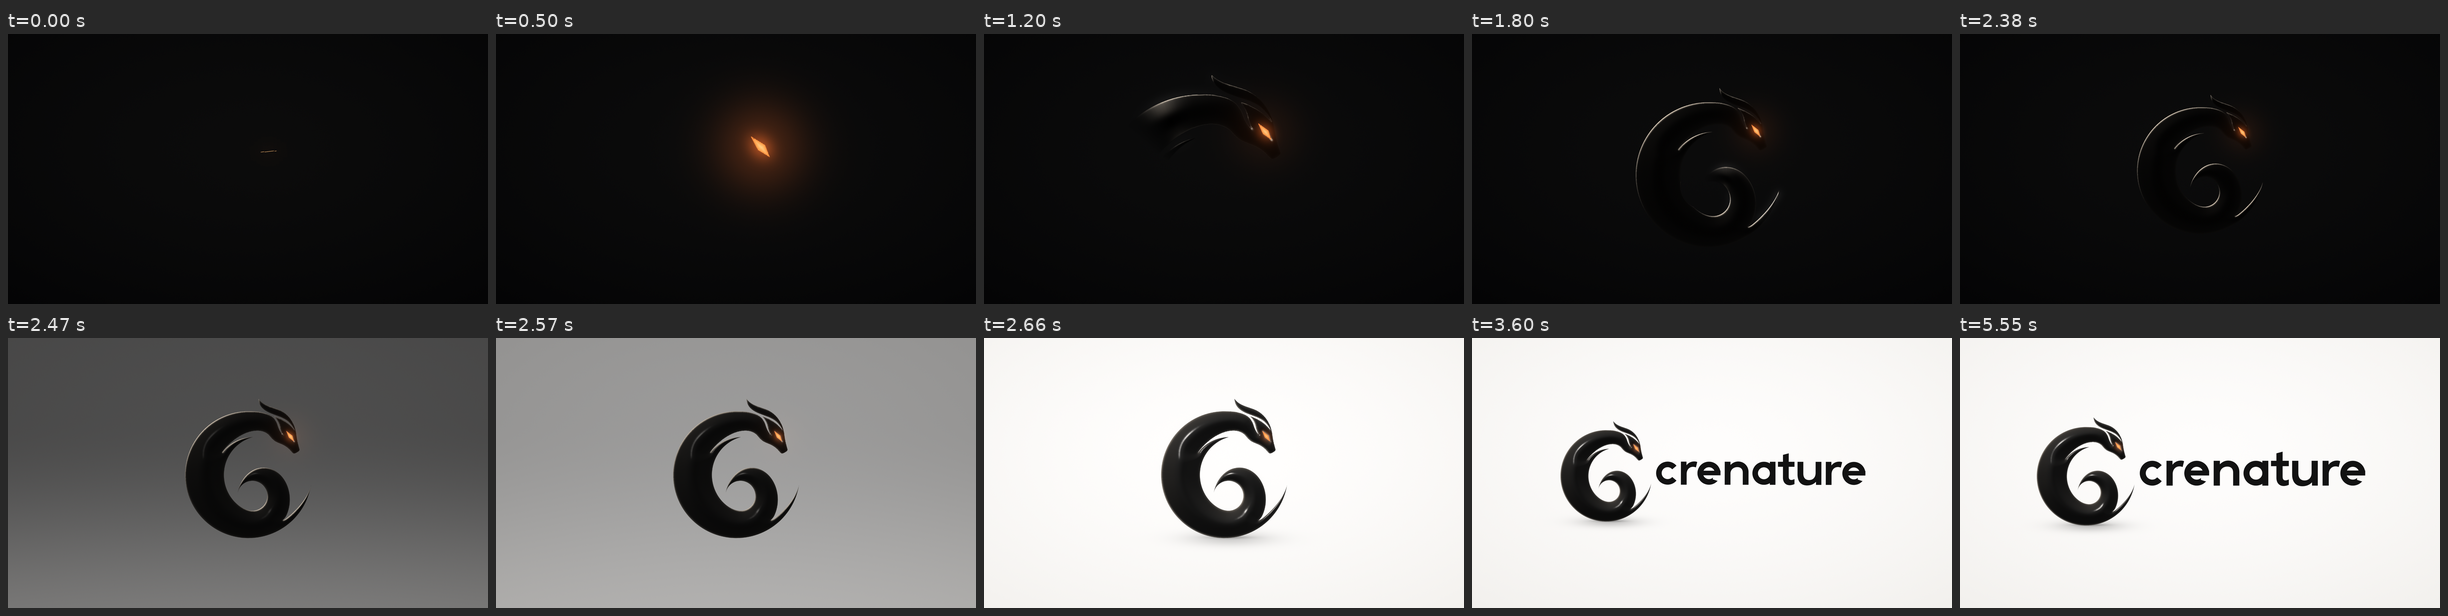 t=0.00 s
t=0.50 s
t=1.20 s
t=1.80 s
t=2.38 s
t=2.47 s
t=2.57 s
t=2.66 s
t=3.60 s
t=5.55 s
crenature
crenature